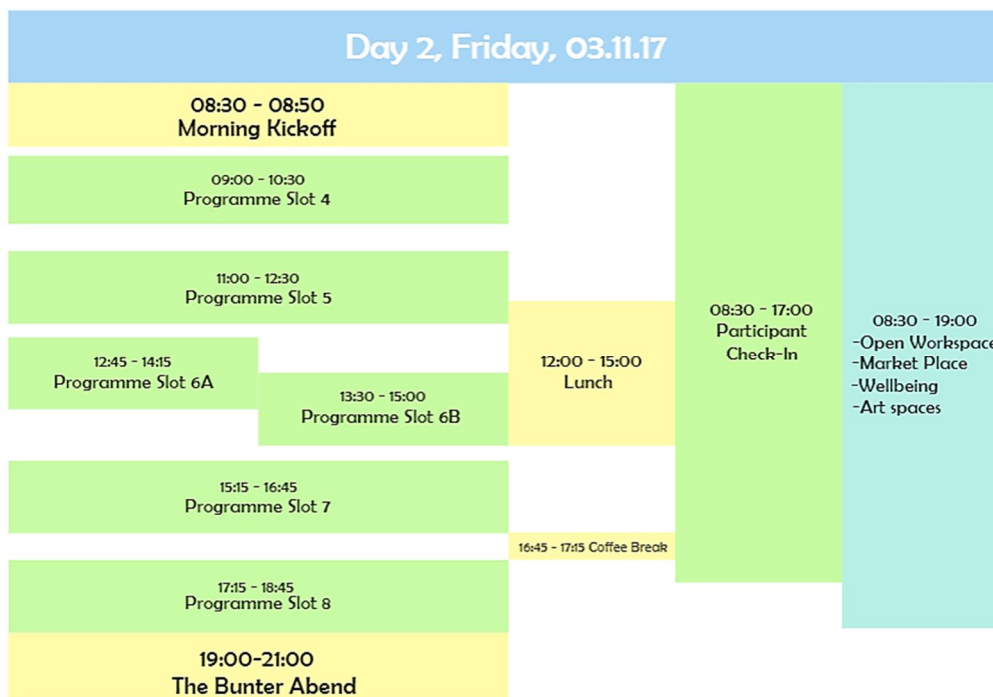 Day 2, Friday, 03.11.17
08:30 - 08:50
Morning Kickoff
09:00 - 10:30
Programme Slot 4
11:00 - 12:30
Programme Slot 5
12:45 - 14:15
Programme Slot 6A
13:30 - 15:00
Programme Slot 6B
15:15 - 16:45
Programme Slot 7
17:15 - 18:45
Programme Slot 8
19:00-21:00
The Bunter Abend
12:00 - 15:00
Lunch
16:45 - 17:15 Coffee Break
08:30 - 17:00
Participant
Check-In
08:30 - 19:00
-Open Workspace
-Market Place
-Wellbeing
-Art spaces